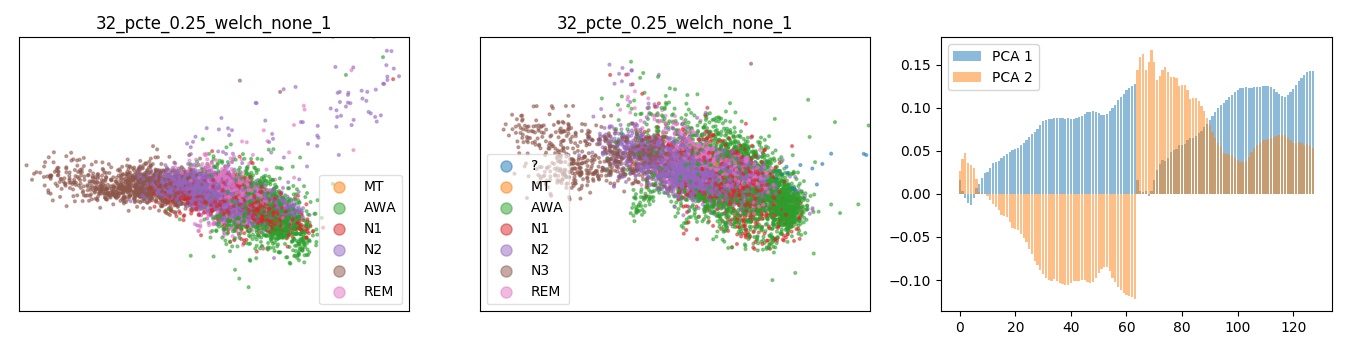 32_pcte_0.25_welch_none_1
MT
AWA
N1
N2
N3
REM
32_pcte_0.25_welch_none_1
?
MT
AWA
N1
N2
N3
REM
PCA 1
PCA 2
0.15
0.10
0.05
0.00
−0.05
−0.10
0 20 40 60 80 100 120